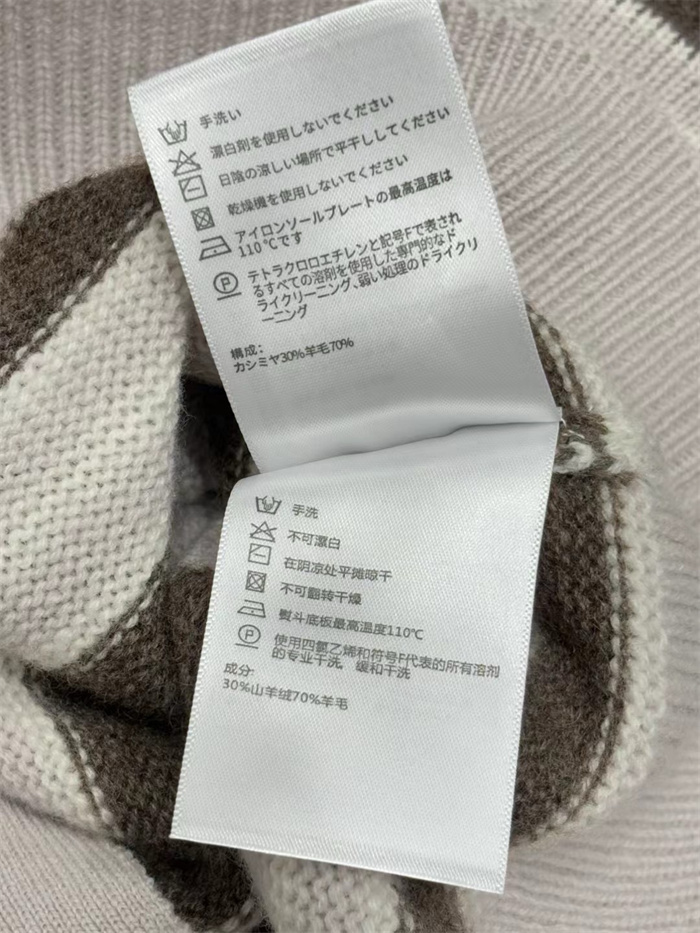 手洗い
漂白剤を使用しないでください
日陰の涼しい場所で平干ししてください
乾燥機を使用しないでください
アイロンソールプレートの最高温度は
110℃です
P
テトラクロロエチレンと記号Fで表され
るすべての溶剤を使用した専門的なド
ライクリーニング、弱い処理のドライクリ
ーニング
構成:
カシミヤ30%羊毛70%
手洗
不可漂白
在阴凉处平摊晾干
不可翻转干燥
熨斗底板最高温度110℃
P
使用四氯乙烯和符号F代表的所有溶剂
的专业干洗, 缓和干洗
成分:
30%山羊绒70%羊毛